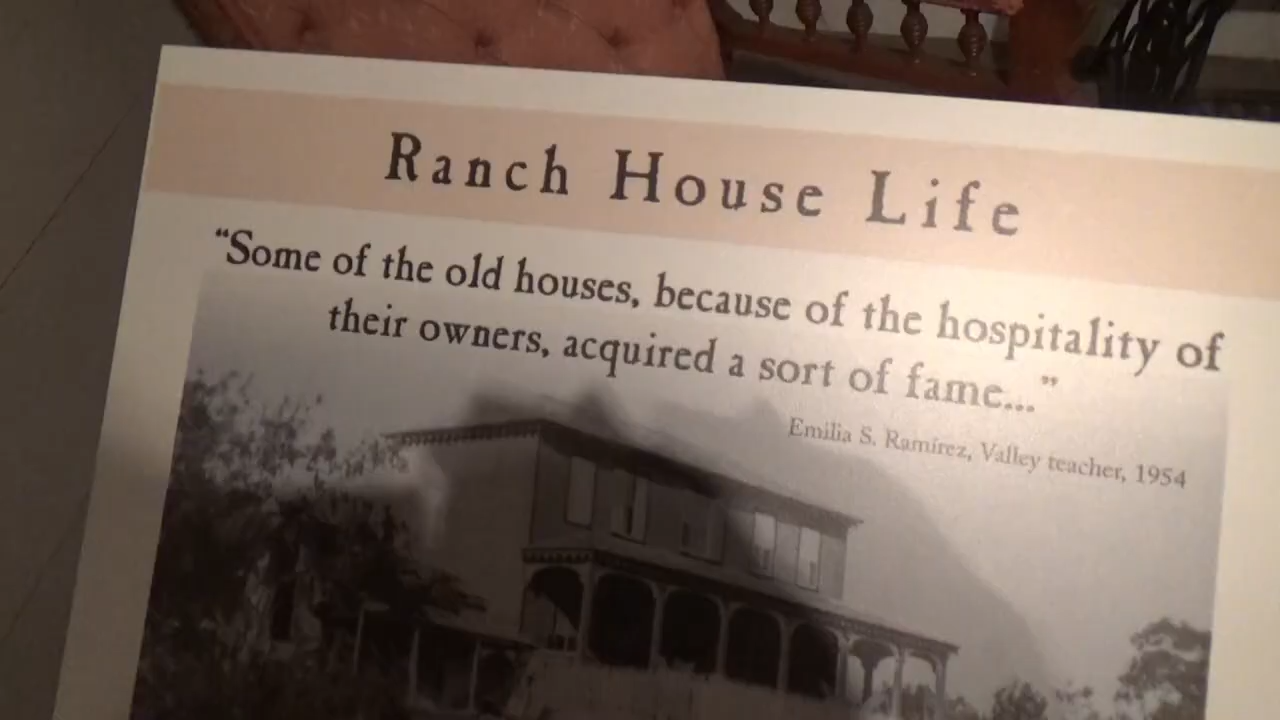 Ranch House Life
“Some of the old houses, because of the hospitality of
their owners, acquired a sort of fame...”
Emilia S. Ramírez, Valley teacher, 1954